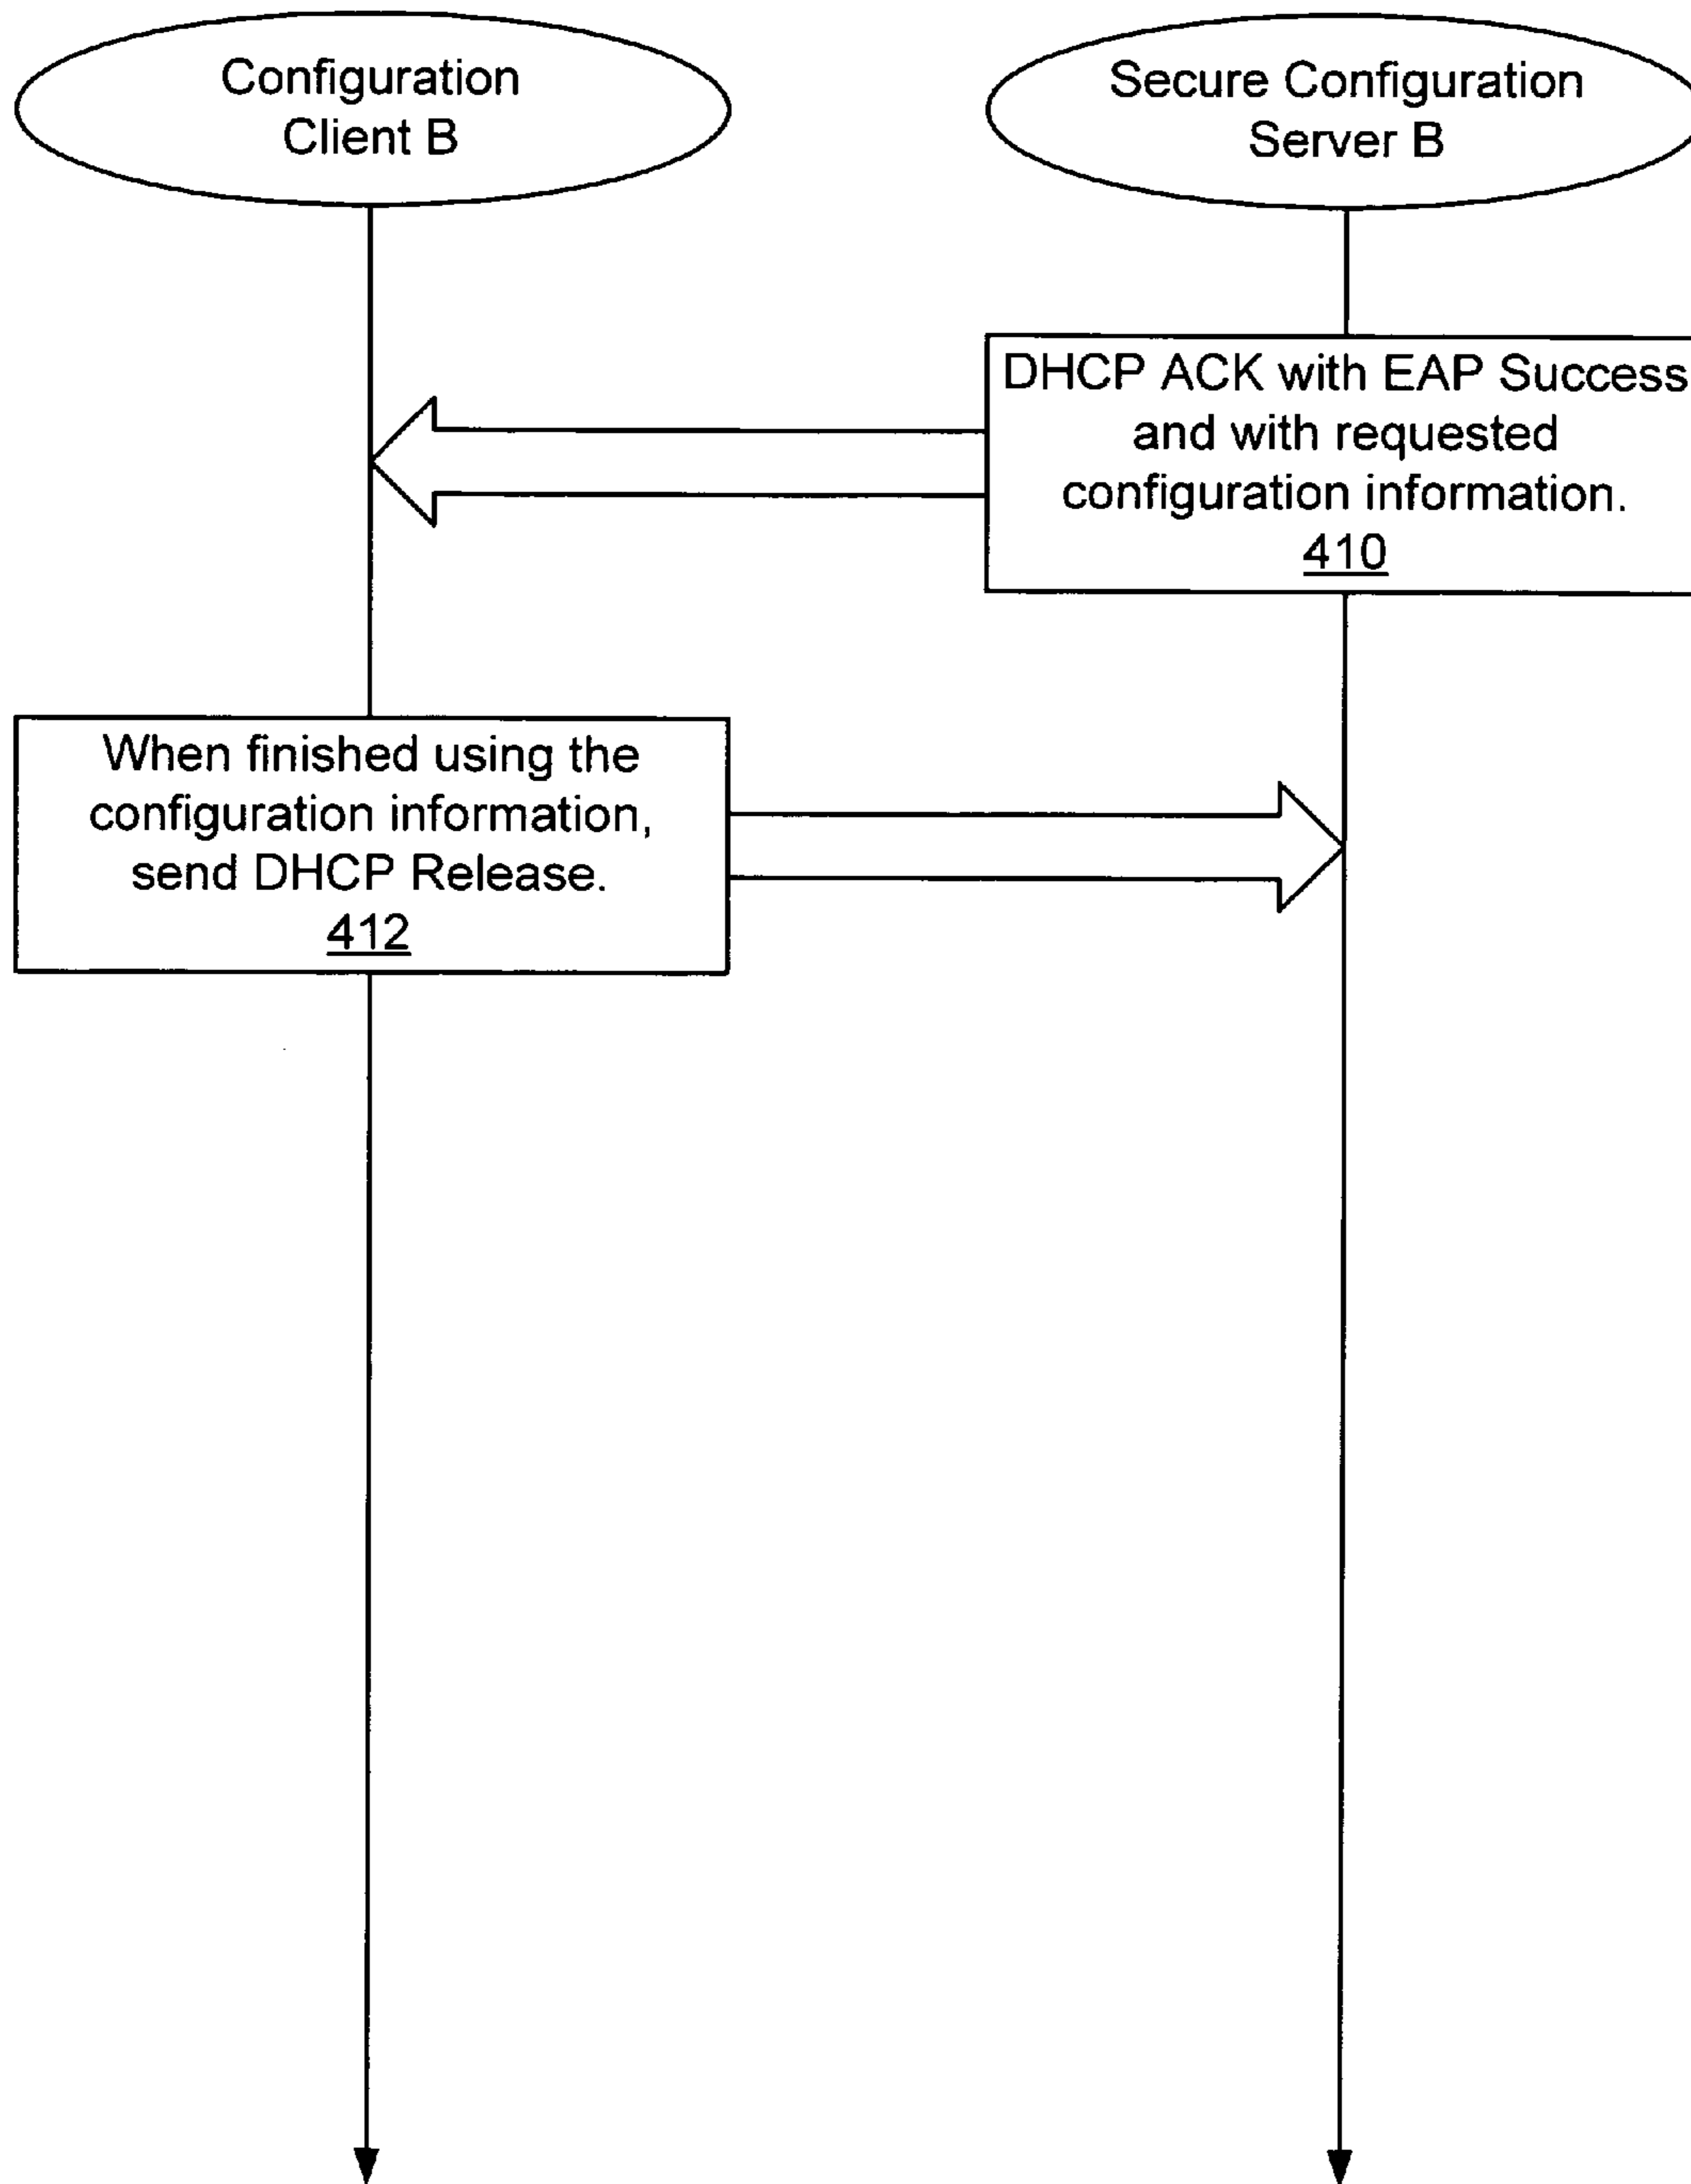 Configuration
Client B
Secure Configuration
Server B
DHCP ACK with EAP Success
and with requested
configuration information.
410
When finished using the
configuration information,
send DHCP Release.
412